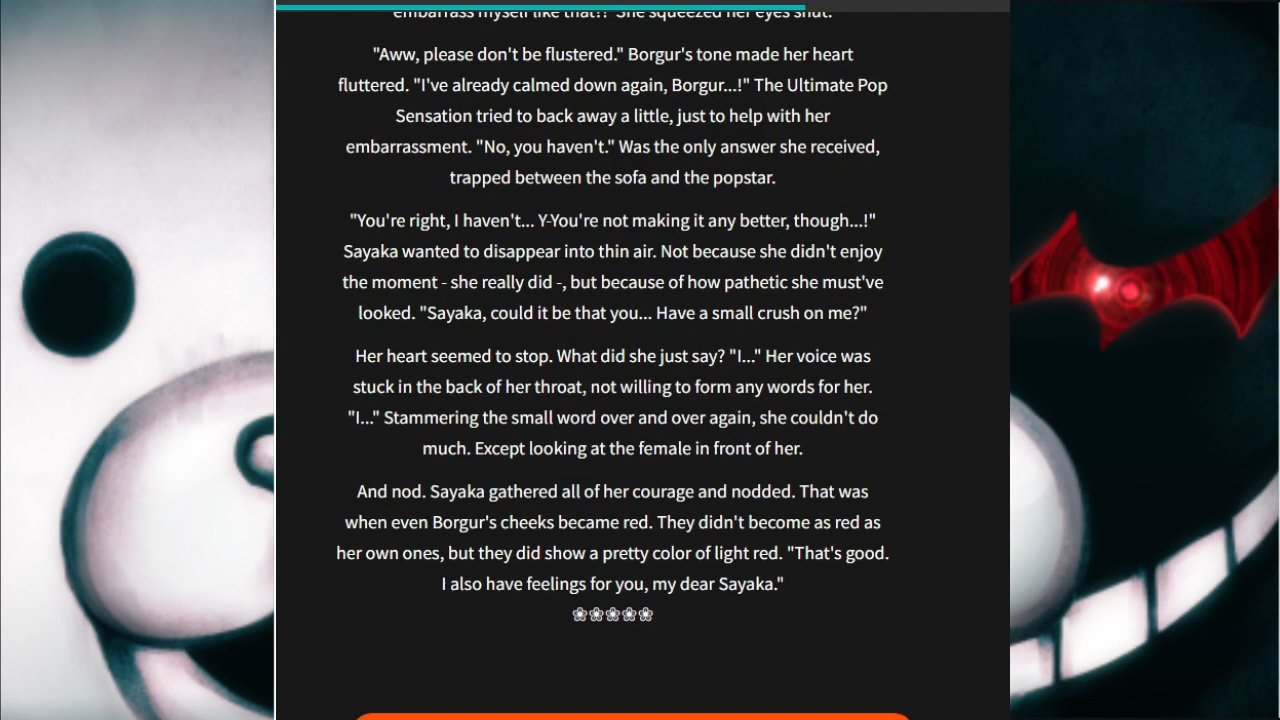 embarrass myself like that?! She squeezed her eyes shut.
"Aww, please don't be flustered." Borgur's tone made her heart
fluttered. "I've already calmed down again, Borgur...!" The Ultimate Pop
Sensation tried to back away a little, just to help with her
embarrassment. "No, you haven't." Was the only answer she received,
trapped between the sofa and the popstar.
"You're right, I haven't... Y-You're not making it any better, though...!"
Sayaka wanted to disappear into thin air. Not because she didn't enjoy
the moment - she really did -, but because of how pathetic she must've
looked. "Sayaka, could it be that you... Have a small crush on me?"
Her heart seemed to stop. What did she just say? "I..." Her voice was
stuck in the back of her throat, not willing to form any words for her.
"I..." Stammering the small word over and over again, she couldn't do
much. Except looking at the female in front of her.
And nod. Sayaka gathered all of her courage and nodded. That was
when even Borgur's cheeks became red. They didn't become as red as
her own ones, but they did show a pretty color of light red. "That's good.
I also have feelings for you, my dear Sayaka."
❀❀❀❀❀